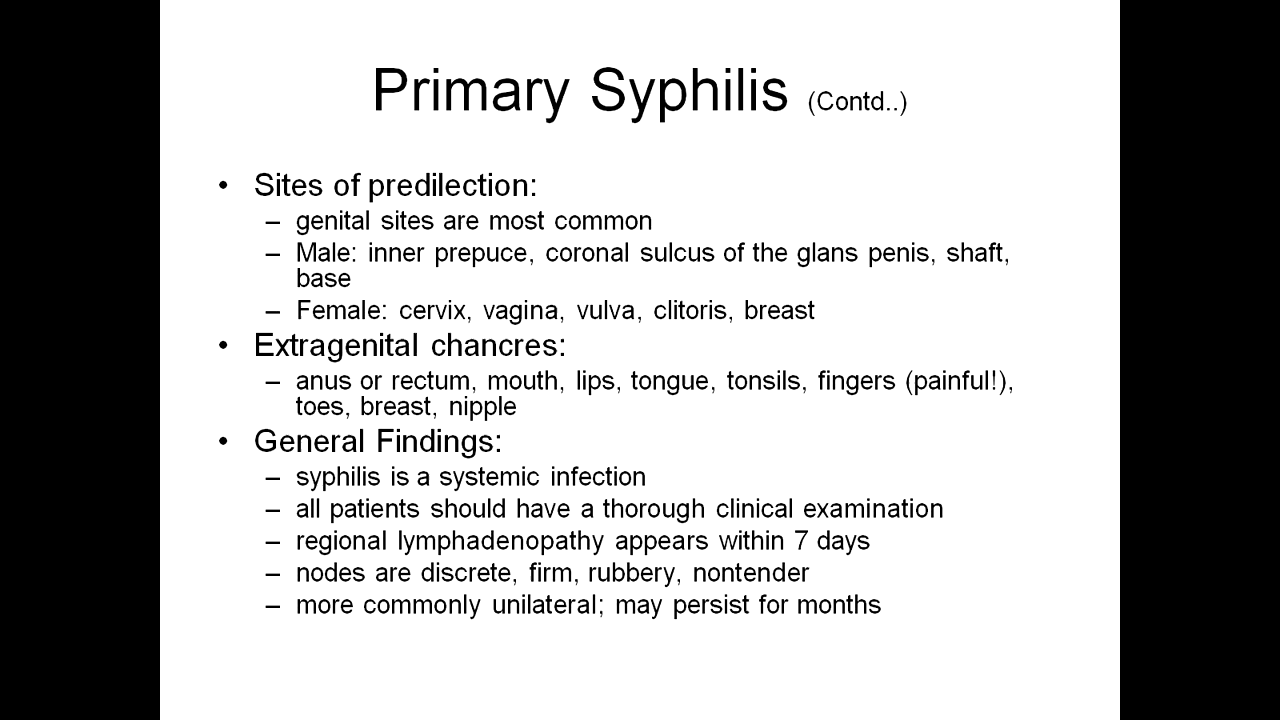 Primary Syphilis (Contd..)
• Sites of predilection:
– genital sites are most common
– Male: inner prepuce, coronal sulcus of the glans penis, shaft,
base
– Female: cervix, vagina, vulva, clitoris, breast
• Extragenital chancres:
– anus or rectum, mouth, lips, tongue, tonsils, fingers (painful!),
toes, breast, nipple
• General Findings:
– syphilis is a systemic infection
– all patients should have a thorough clinical examination
– regional lymphadenopathy appears within 7 days
– nodes are discrete, firm, rubbery, nontender
– more commonly unilateral; may persist for months